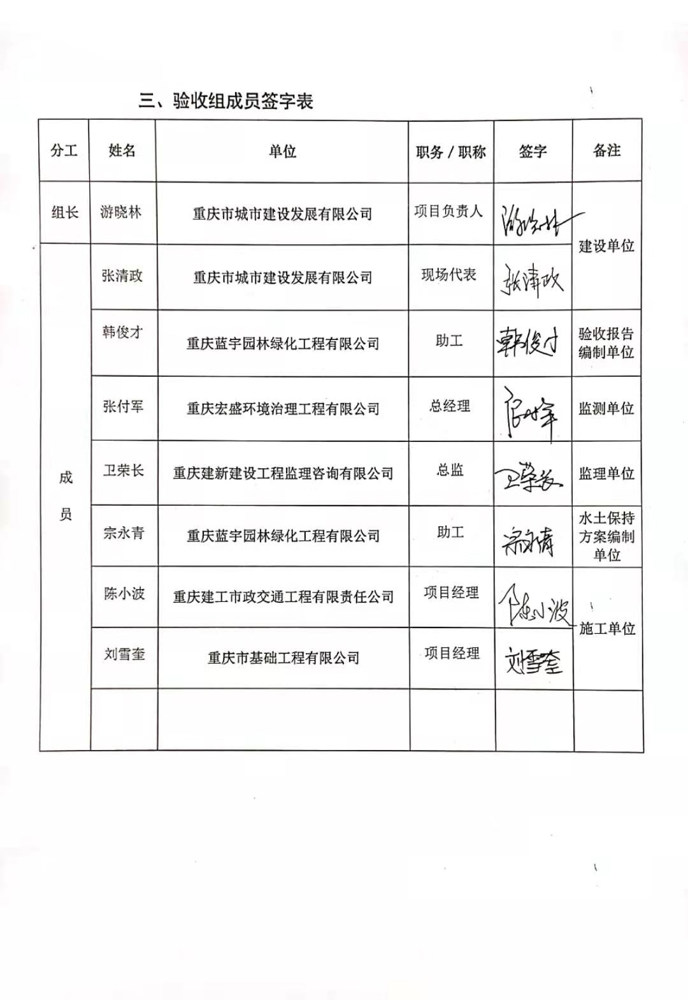 三、验收组成员签字表
分工 姓名 单位 职务/职称 签字 备注
组长 游晓林 重庆市城市建设发展有限公司 项目负责人 游晓林 建设单位
成员
张清政 重庆市城市建设发展有限公司 现场代表 张清政
韩俊才 重庆蓝宇园林绿化工程有限公司 助工 韩俊才 验收报告
编制单位
张付军 重庆宏盛环境治理工程有限公司 总经理 张付军 监测单位
卫荣长 重庆建新建设工程监理咨询有限公司 总监 卫荣长 监理单位
宗永青 重庆蓝宇园林绿化工程有限公司 助工 宗永青 水土保持
方案编制
单位
陈小波 重庆建工市政交通工程有限责任公司 项目经理 陈小波 施工单位
刘雪奎 重庆市基础工程有限公司 项目经理 刘雪奎